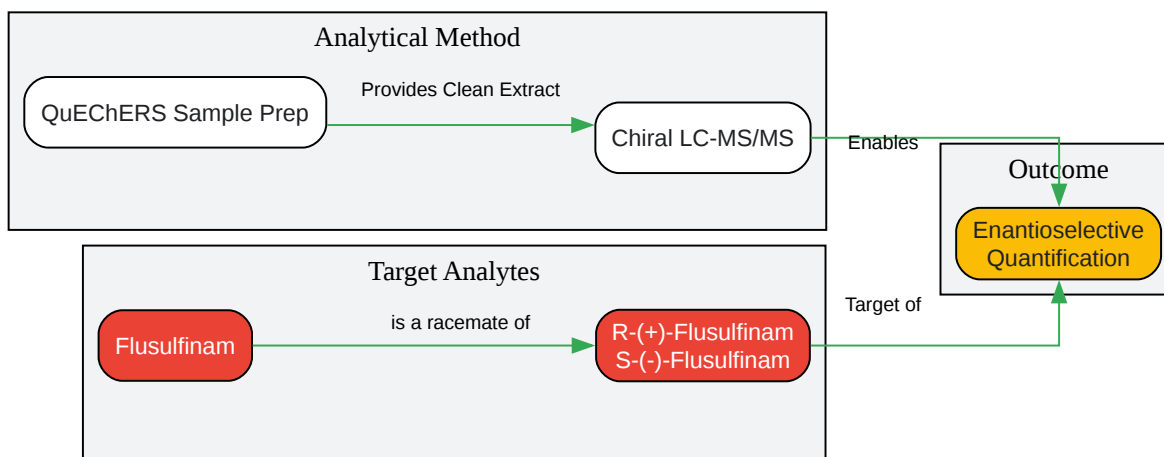 Analytical Method
QuEChERS Sample Prep
Provides Clean Extract
Chiral LC-MS/MS
Enables
Outcome
Enantioselective
Quantification
Target Analytes
Flusulfinam
is a racemate of
R-(+)-Flusulfinam
S-(-)-Flusulfinam
Target of